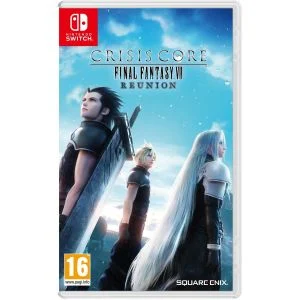 NINTENDO
SWITCH
CRISIS CORE
FINAL FANTASY VII
REUNION
16
www.pegi.info
SQUARE ENIX